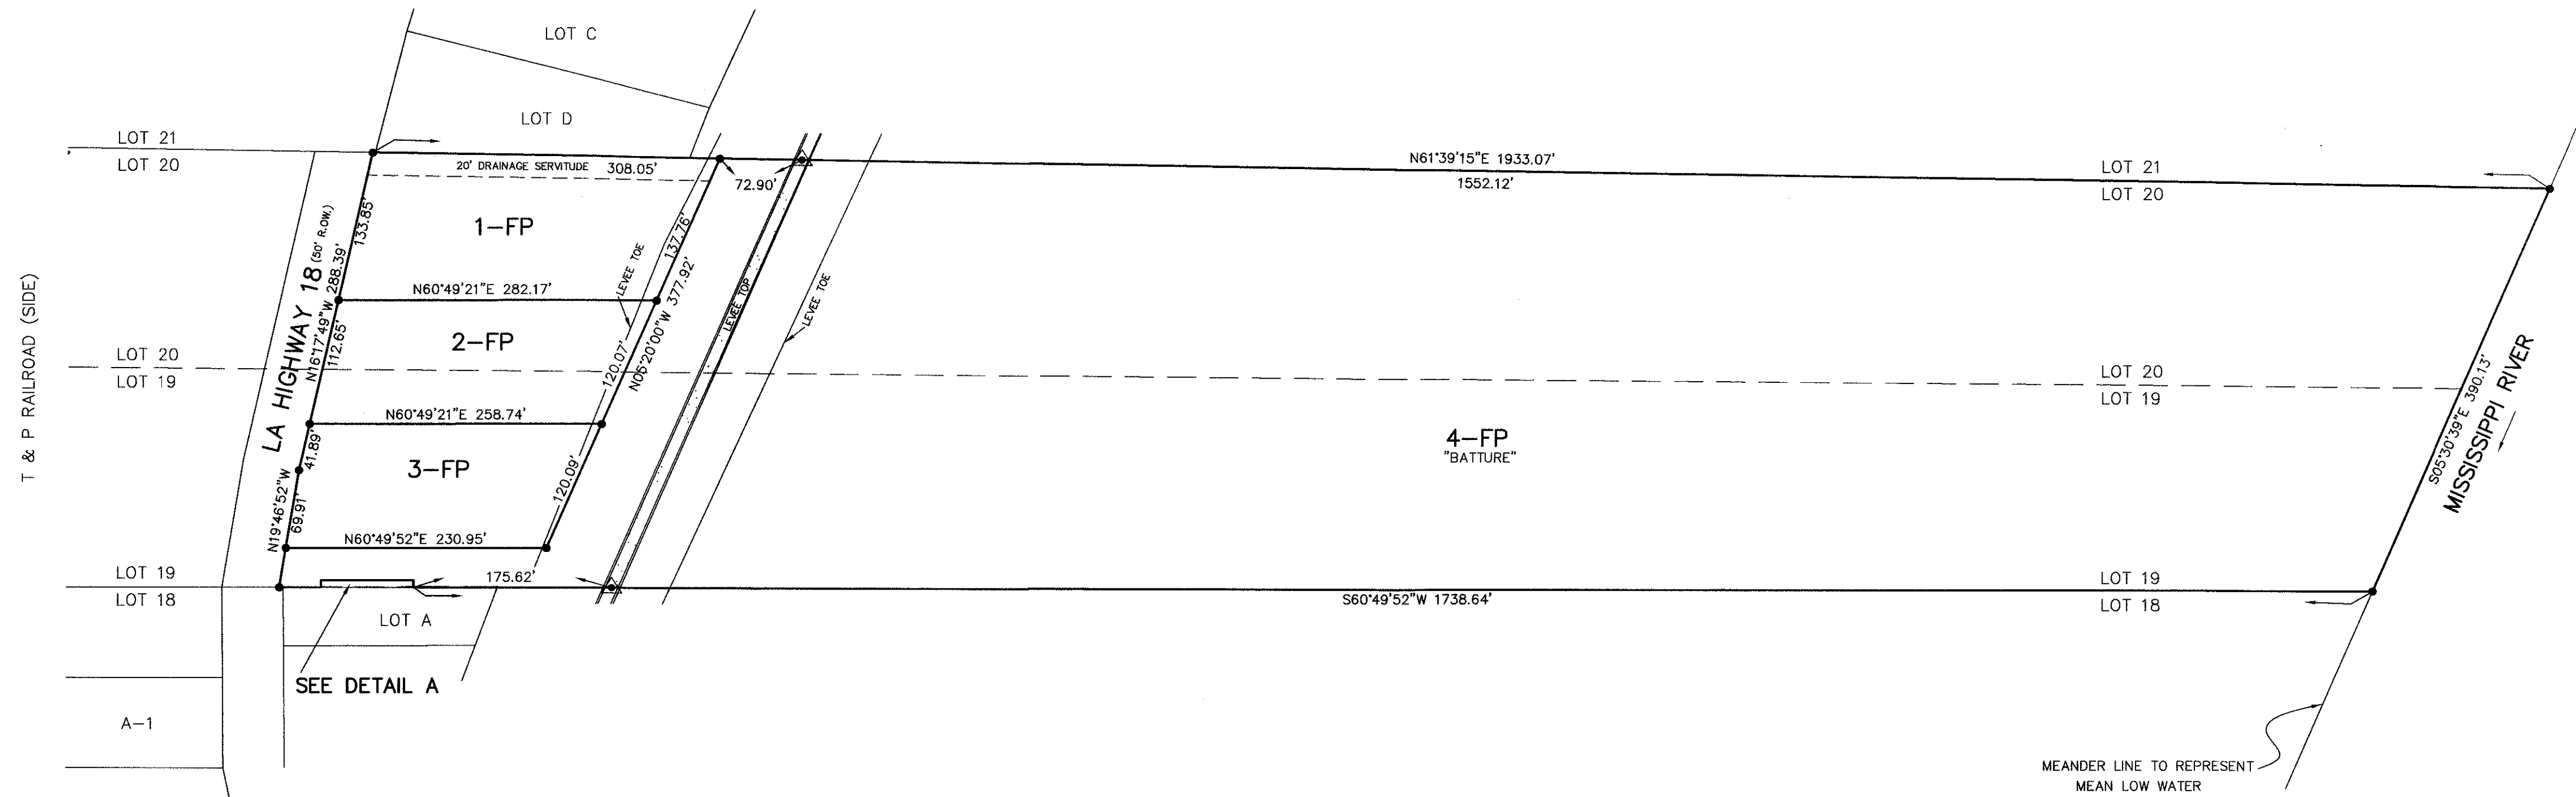 LOT C
LOT D
LOT 21
LOT 20
20' DRAINAGE SERVITUDE 308.05'
72.90'
N61°39'15"E 1933.07'
1552.12'
LOT 21
LOT 20
133.85'
1-FP
137.76'
LA HIGHWAY 18 (50' R.OW.)
N16°17'49"W 288.39'
N60°49'21"E 282.17'
LEVEE TOE
N05°20'00"W 377.92'
LEVEE TOP
LEVEE TOE
T & P RAILROAD (SIDE)
112.65'
2-FP
120.07'
LOT 20
LOT 19
LOT 20
LOT 19
S05°30'39"E 390.13'
MISSISSIPPI RIVER
N60°49'21"E 258.74'
41.89'
3-FP
120.09'
4-FP
"BATTURE"
N19°46'52"W
69.91'
N60°49'52"E 230.95'
LOT 19
LOT 18
175.62'
S60°49'52"W 1738.64'
LOT 19
LOT 18
LOT A
SEE DETAIL A
A-1
MEANDER LINE TO REPRESENT
MEAN LOW WATER